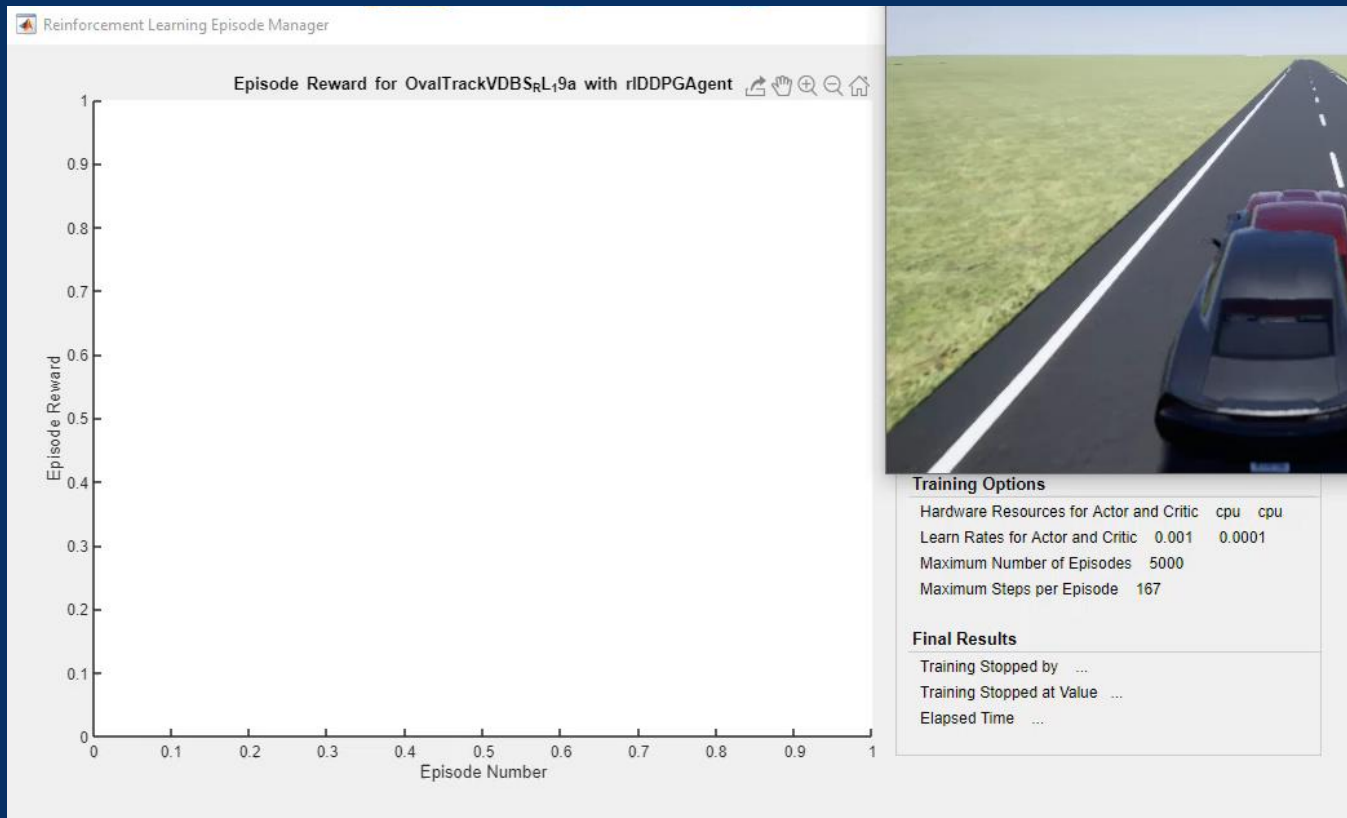 Reinforcement Learning Episode Manager
Episode Reward for OvalTrackVDBS_RL_19a with rlDDPGAgent
1
0.9
0.8
0.7
0.6
0.5
0.4
0.3
0.2
0.1
0
Episode Reward
0 0.1 0.2 0.3 0.4 0.5 0.6 0.7 0.8 0.9 1
Episode Number
Training Options
Hardware Resources for Actor and Critic cpu cpu
Learn Rates for Actor and Critic 0.001 0.0001
Maximum Number of Episodes 5000
Maximum Steps per Episode 167
Final Results
Training Stopped by ...
Training Stopped at Value ...
Elapsed Time ...